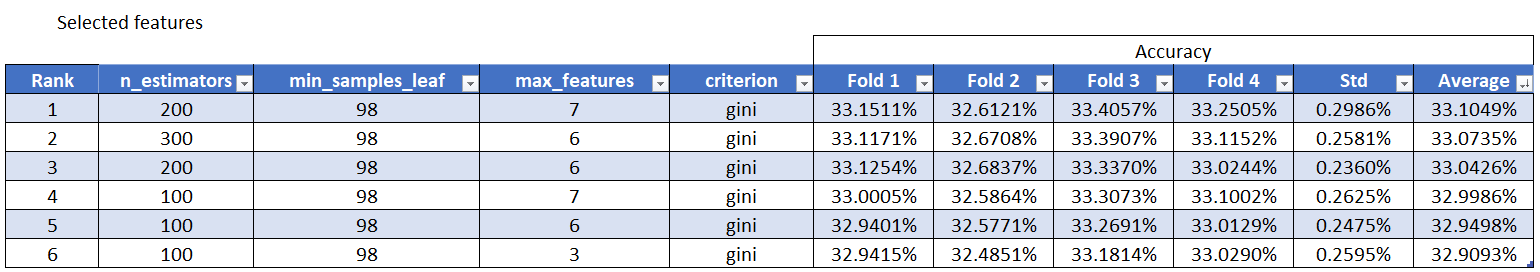 Selected features
Accuracy
Rank n_estimators min_samples_leaf max_features criterion Fold 1 Fold 2 Fold 3 Fold 4 Std Average
1 200 98 7 gini 33.1511% 32.6121% 33.4057% 33.2505% 0.2986% 33.1049%
2 300 98 6 gini 33.1171% 32.6708% 33.3907% 33.1152% 0.2581% 33.0735%
3 200 98 6 gini 33.1254% 32.6837% 33.3370% 33.0244% 0.2360% 33.0426%
4 100 98 7 gini 33.0005% 32.5864% 33.3073% 33.1002% 0.2625% 32.9986%
5 100 98 6 gini 32.9401% 32.5771% 33.2691% 33.0129% 0.2475% 32.9498%
6 100 98 3 gini 32.9415% 32.4851% 33.1814% 33.0290% 0.2595% 32.9093%